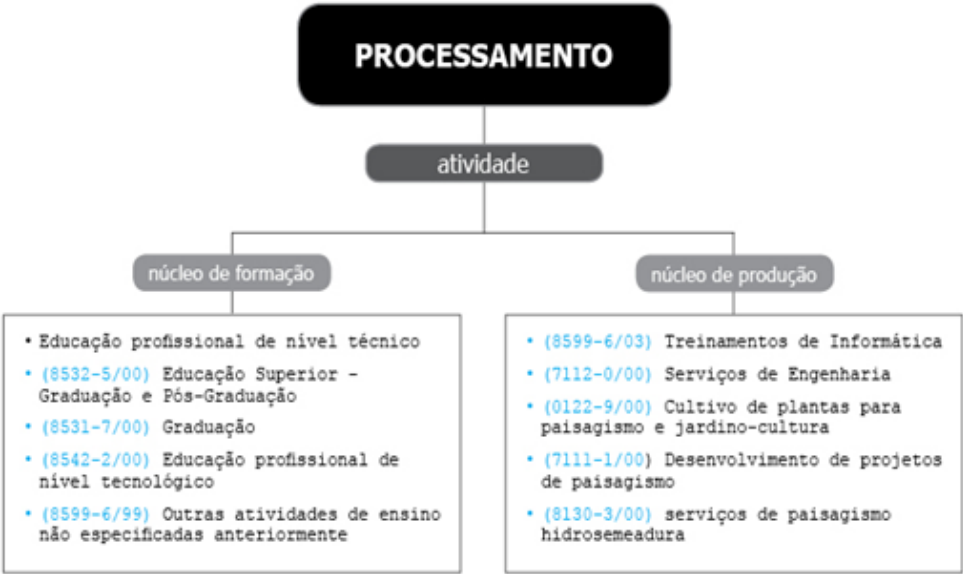 PROCESSAMENTO
atividade
núcleo de formação
• Educação profissional de nível técnico
• (8532-5/00) Educação Superior -
Graduação e Pós-Graduação
• (8531-7/00) Graduação
• (8542-2/00) Educação profissional de
nível tecnológico
• (8599-6/99) Outras atividades de ensino
não especificadas anteriormente
núcleo de produção
• (8599-6/03) Treinamentos de Informática
• (7112-0/00) Serviços de Engenharia
• (0122-9/00) Cultivo de plantas para
paisagismo e jardino-cultura
• (7111-1/00) Desenvolvimento de projetos
de paisagismo
• (8130-3/00) serviços de paisagismo
hidrosemeadura